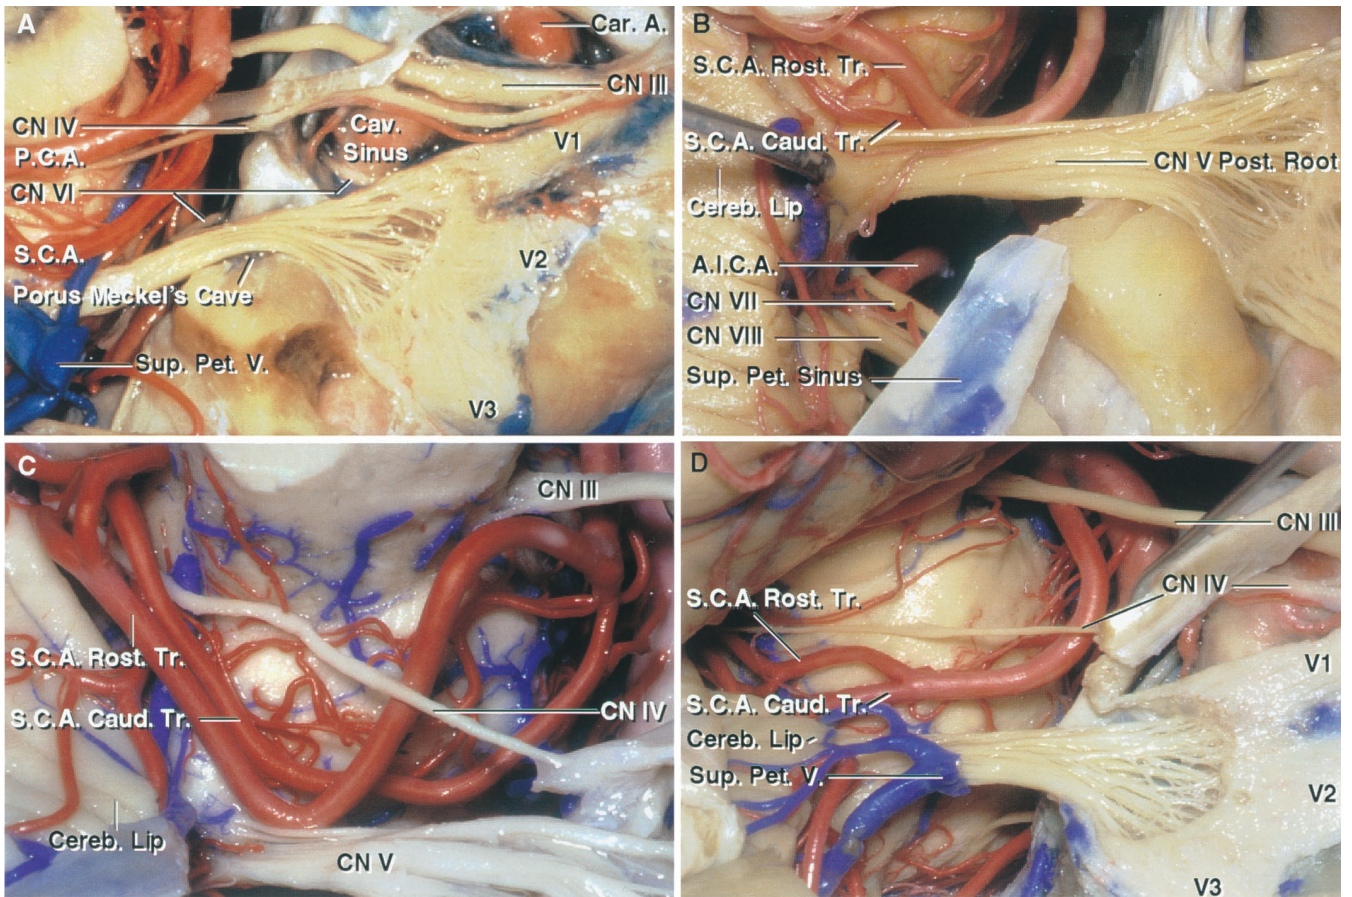 A
Car. A.
CN III
CN IV
Cav.
Sinus
V1
P.C.A.
CN VI
S.C.A.
V2
Porus Meckel's Cave
Sup. Pet. V.
V3
B
S.C.A. Rost. Tr.
S.C.A. Caud. Tr.
CN V Post. Root
Cereb. Lip
A.I.C.A.
CN VII
CN VIII
Sup. Pet. Sinus
C
CN III
S.C.A. Rost. Tr.
S.C.A. Caud. Tr.
CN IV
Cereb. Lip
CN V
D
CN III
CN IV
S.C.A. Rost. Tr.
V1
S.C.A. Caud. Tr.
Cereb. Lip
Sup. Pet. V.
V2
V3